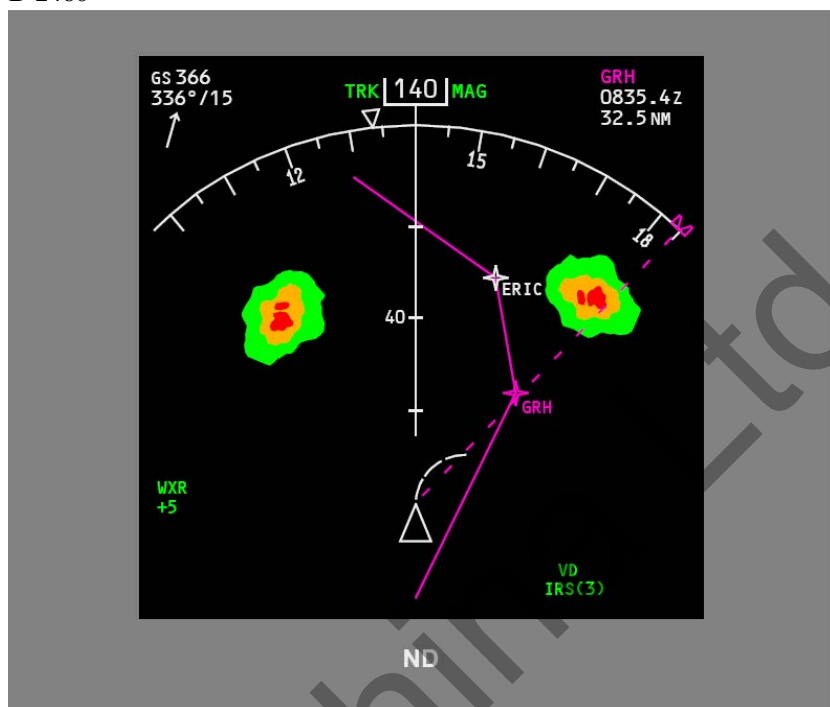 GS 366
336°/15
TRK 140 MAG
GRH
0835.4Z
32.5 NM
12
15
18
ERIC
40
GRH
WXR
+5
VD
IRS(3)
ND